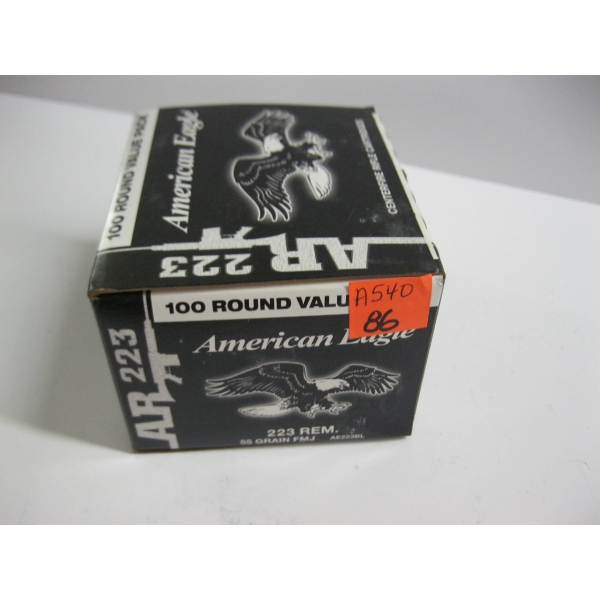 100 ROUND VALUE PACK
American Eagle
CENTERFIRE RIFLE CARTRIDGES
AR 223
100 ROUND VALU
A540
86
American Eagle
AR 223
223 REM.
56 GRAIN FMJ
AE223BL